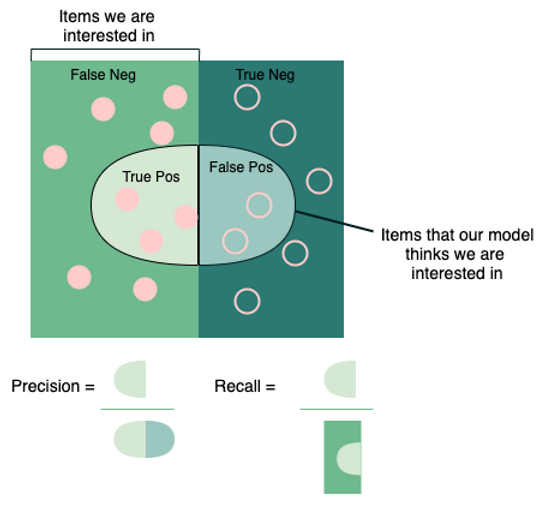 Items we are
interested in
False Neg
True Neg
True Pos
False Pos
Items that our model
thinks we are
interested in
Precision =
Recall =